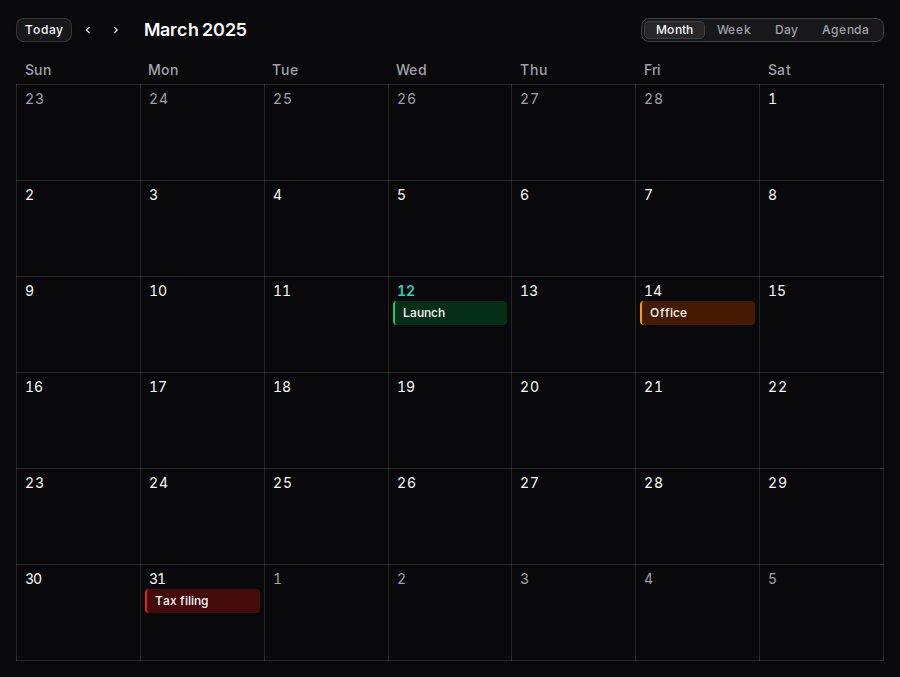 Today ‹ › March 2025 Month Week Day Agenda
Sun Mon Tue Wed Thu Fri Sat
23 24 25 26 27 28 1
2 3 4 5 6 7 8
9 10 11 12 13 14 15
Launch Office
16 17 18 19 20 21 22
23 24 25 26 27 28 29
30 31 1 2 3 4 5
Tax filing